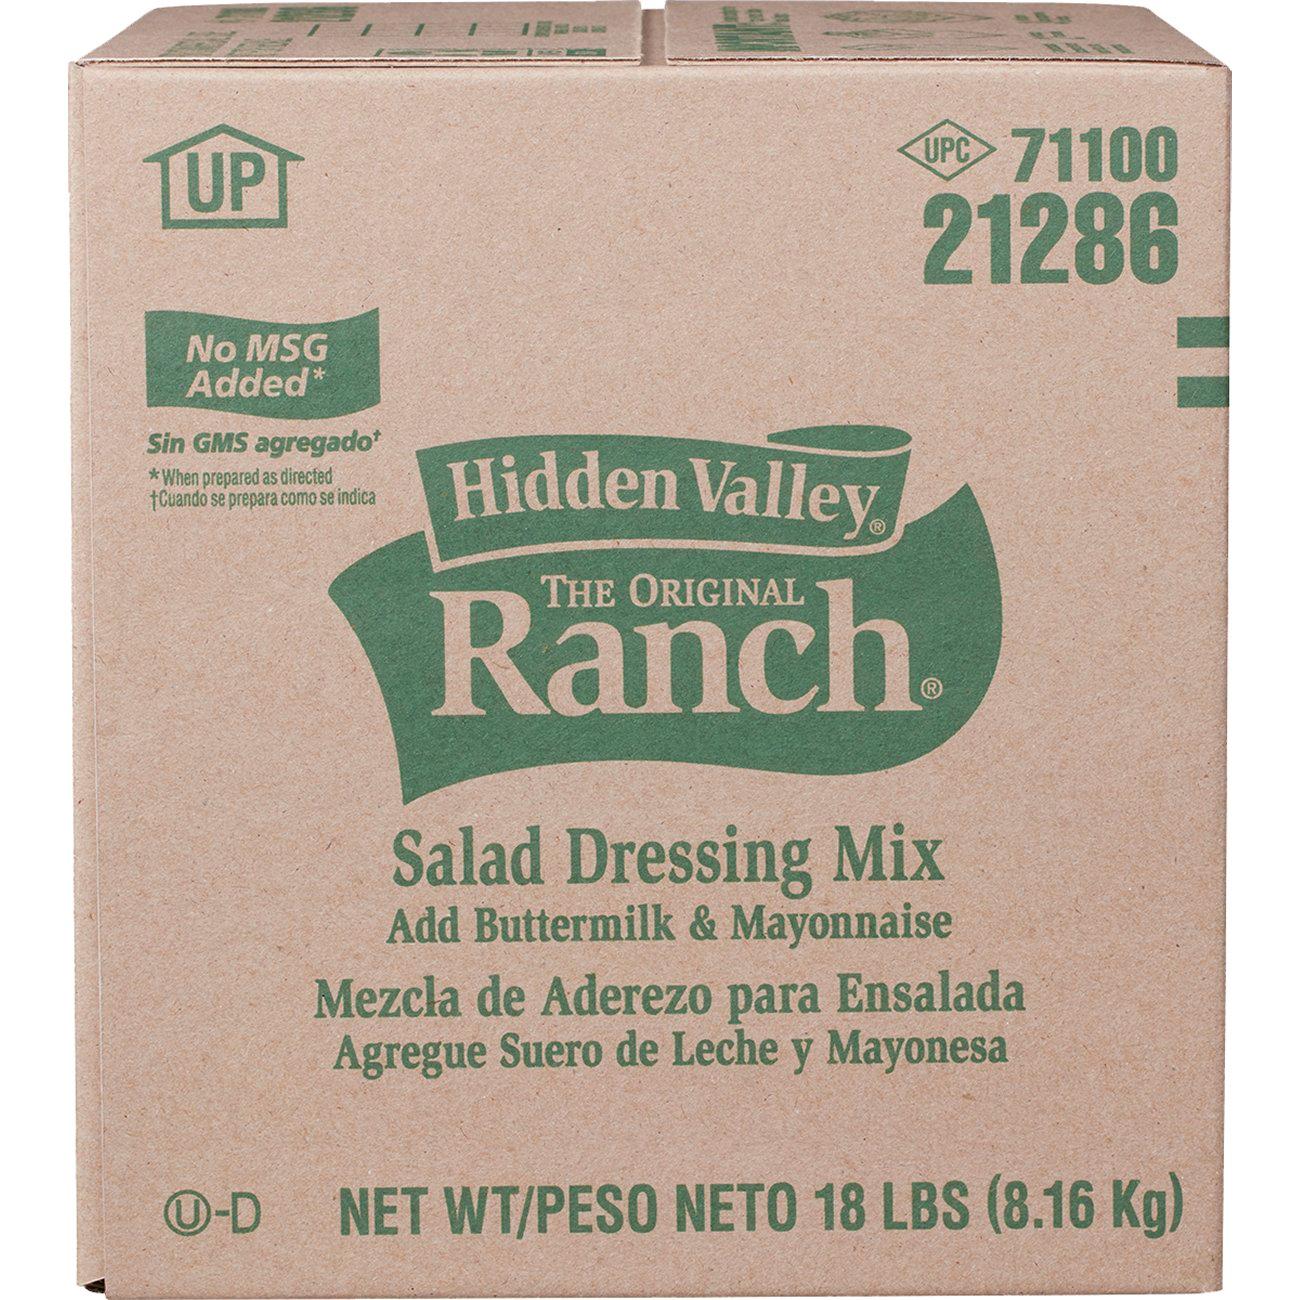 UP
UPC 71100
21286
No MSG
Added*
Sin GMS agregado†
*When prepared as directed
†Cuando se prepara como se indica
Hidden Valley®
THE ORIGINAL
Ranch®
Salad Dressing Mix
Add Buttermilk & Mayonnaise
Mezcla de Aderezo para Ensalada
Agregue Suero de Leche y Mayonesa
U-D
NET WT/PESO NETO 18 LBS (8.16 Kg)